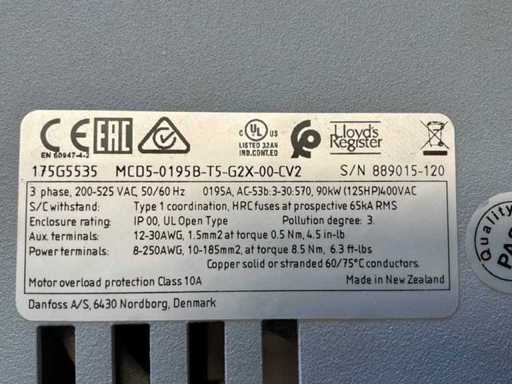 CE EAC UL US Lloyd's
LISTED 32AN Register
EN 60947-4-2 IND.CONT.EQ
175G5535 MCD5-0195B-T5-G2X-00-CV2 S/N 889015-120
3 phase, 200-525 VAC, 50/60 Hz 0195A, AC-53b:3-30:570, 90kW (125HP)400VAC
S/C withstand: Type 1 coordination, HRC fuses at prospective 65kA RMS
Enclosure rating: IP 00, UL Open Type Pollution degree: 3.
Aux. terminals: 12-30AWG, 1.5mm2 at torque 0.5 Nm, 4.5 in-lb
Power terminals: 8-250AWG, 10-185mm2, at torque 8.5 Nm, 6.3 ft-lbs
Copper solid or stranded 60/75°C conductors.
Motor overload protection Class 10A Made in New Zealand
Danfoss A/S, 6430 Nordborg, Denmark
Quality